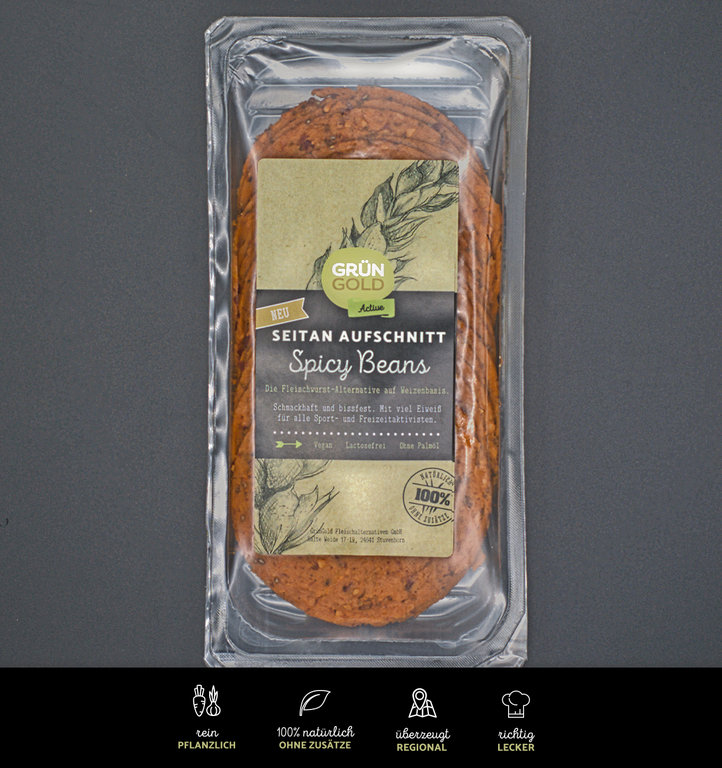 GRÜN
GOLD
Active
NEU
SEITAN AUFSCHNITT
Spicy Beans
Die Fleischwurst-Alternative auf Weizenbasis.
Schmackhaft und bissfest. Mit viel Eiweiß
für alle Sport- und Freizeitaktivisten.
Vegan Lactosefrei Ohne Palmöl
NATÜRLICH
100%
OHNE ZUSÄTZE
GrünGold Fleischalternativen GmbH
Kalte Weide 17-19, 24641 Stuvenborn
rein
PFLANZLICH
100% natürlich
OHNE ZUSÄTZE
überzeugt
REGIONAL
richtig
LECKER